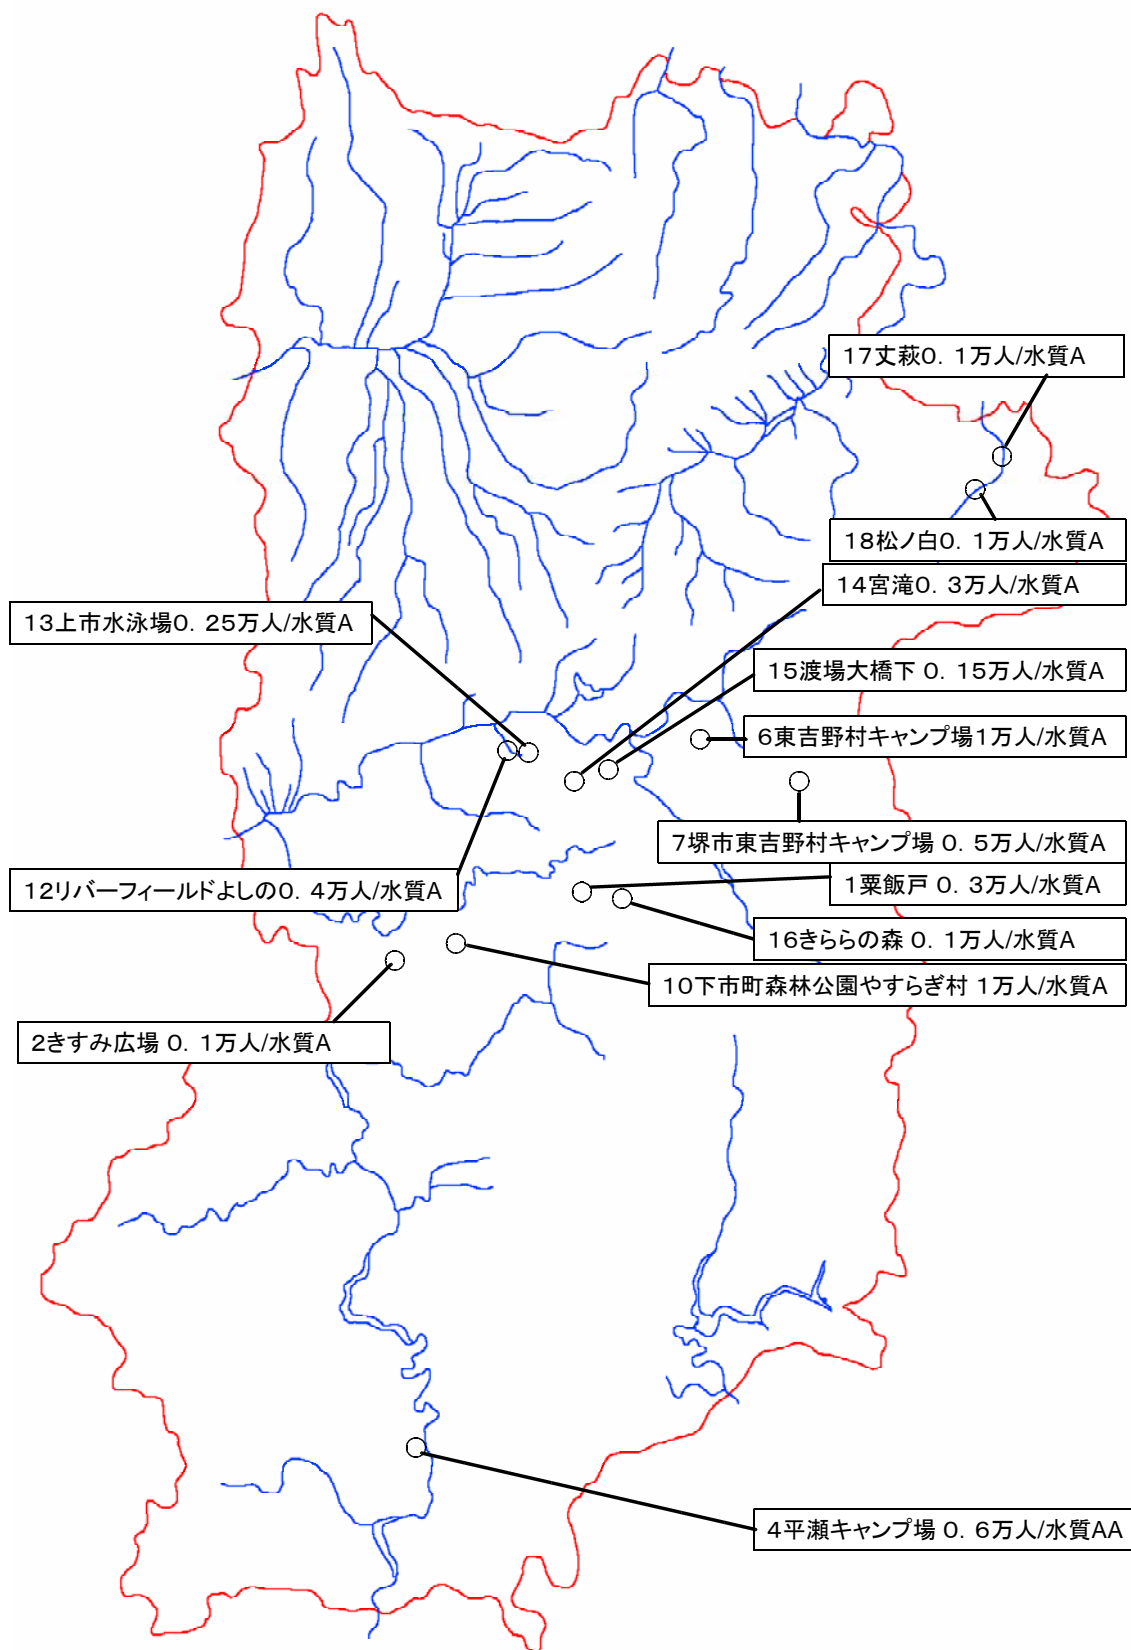 17丈萩0. 1万人/水質A
18松ノ白0. 1万人/水質A
14宮滝0. 3万人/水質A
13上市水泳場0. 25万人/水質A
15渡場大橋下 0. 15万人/水質A
6東吉野村キャンプ場1万人/水質A
7堺市東吉野村キャンプ場 0. 5万人/水質A
12リバーフィールドよしの0. 4万人/水質A
1粟飯戸 0. 3万人/水質A
16きららの森 0. 1万人/水質A
10下市町森林公園やすらぎ村 1万人/水質A
2きすみ広場 0. 1万人/水質A
4平瀬キャンプ場 0. 6万人/水質AA